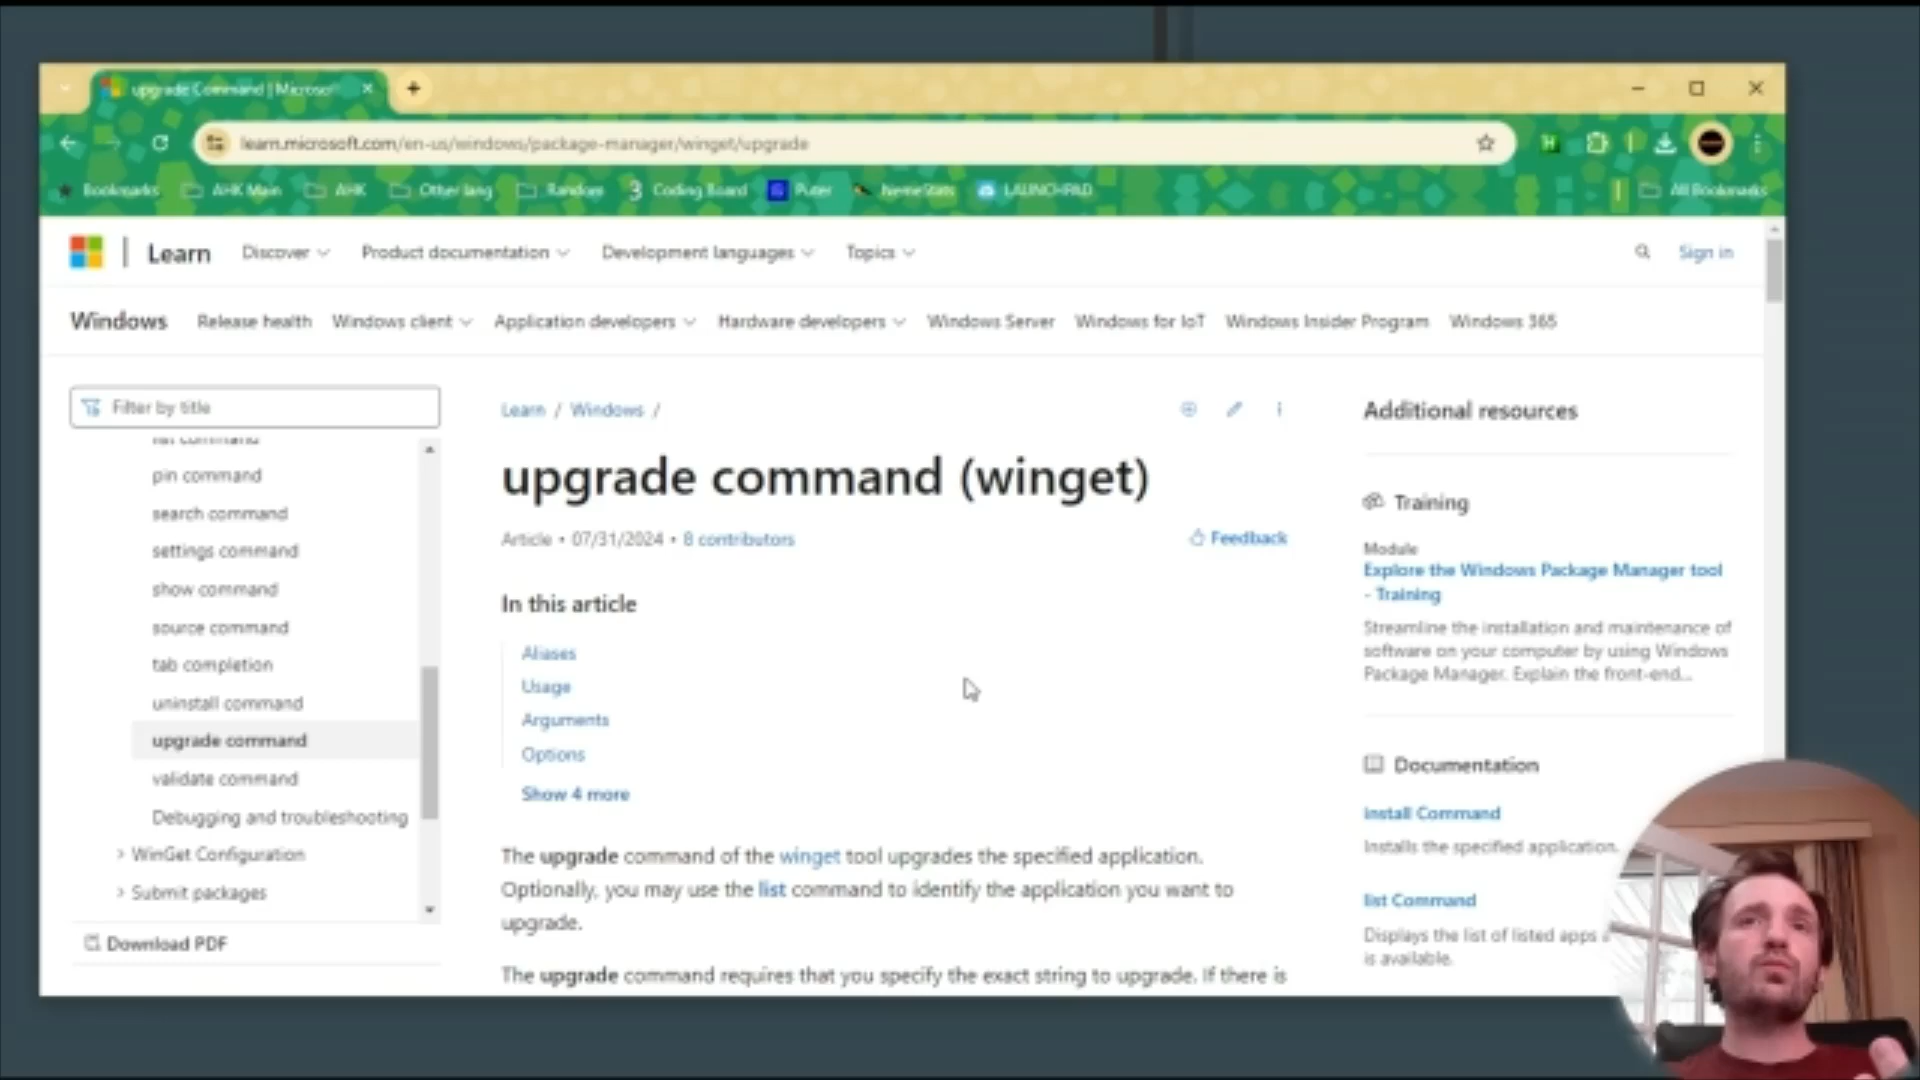 upgrade Command | Microso
learn.microsoft.com/en-us/windows/package-manager/winget/upgrade
Bookmarks AHK Main AHK Other lang Random Coding Board Puter NemeStats LAUNCHPAD All Bookmarks
Learn Discover Product documentation Development languages Topics Sign in
Windows Release health Windows client Application developers Hardware developers Windows Server Windows for IoT Windows Insider Program Windows 365
Filter by title
list command
pin command
search command
settings command
show command
source command
tab completion
uninstall command
upgrade command
validate command
Debugging and troubleshooting
WinGet Configuration
Submit packages
Download PDF
Learn / Windows /
upgrade command (winget)
Article • 07/31/2024 • 8 contributors
Feedback
In this article
Aliases
Usage
Arguments
Options
Show 4 more
The upgrade command of the winget tool upgrades the specified application.
Optionally, you may use the list command to identify the application you want to
upgrade.
The upgrade command requires that you specify the exact string to upgrade. If there is
Additional resources
Training
Module
Explore the Windows Package Manager tool
- Training
Streamline the installation and maintenance of
software on your computer by using Windows
Package Manager. Explain the front-end...
Documentation
Install Command
Installs the specified application.
list Command
Displays the list of listed apps
is available.